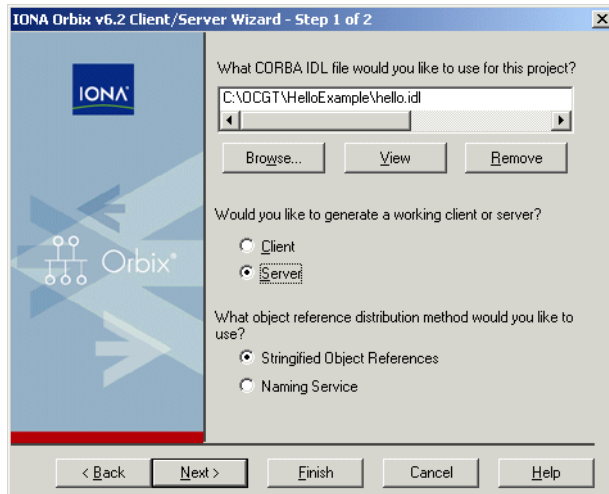 IONA Orbix v6.2 Client/Server Wizard - Step 1 of 2
IONA
Orbix
What CORBA IDL file would you like to use for this project?
C:\OCGT\HelloExample\hello.idl
Browse...
View
Remove
Would you like to generate a working client or server?
Client
Server
What object reference distribution method would you like to
use?
Stringified Object References
Naming Service
< Back
Next >
Finish
Cancel
Help